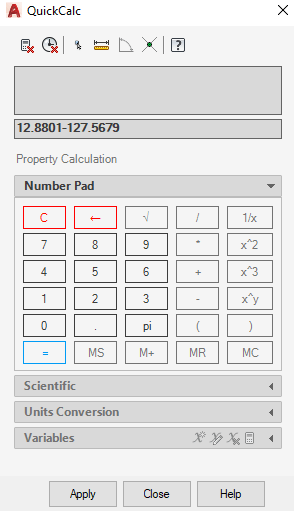 QuickCalc
12.8801-127.5679
Property Calculation
Number Pad
C ← √ / 1/x
7 8 9 * x^2
4 5 6 + x^3
1 2 3 - x^y
0 . pi ( )
= MS M+ MR MC
Scientific
Units Conversion
Variables
Apply Close Help